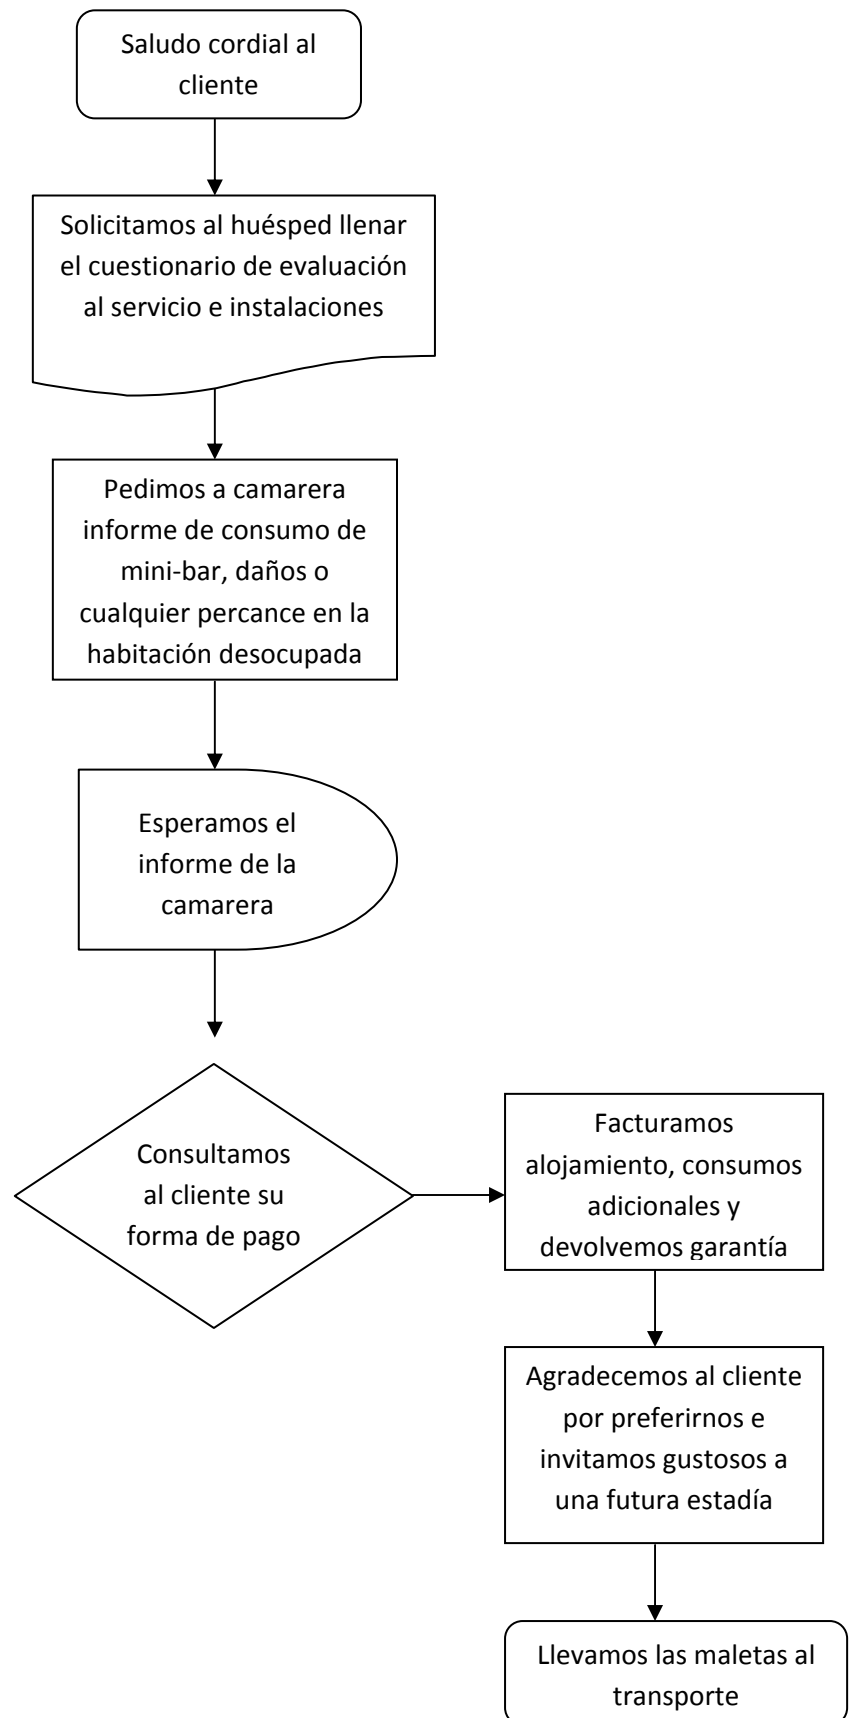 Saludo cordial al
cliente
Solicitamos al huésped llenar
el cuestionario de evaluación
al servicio e instalaciones
Pedimos a camarera
informe de consumo de
mini-bar, daños o
cualquier percance en la
habitación desocupada
Esperamos el
informe de la
camarera
Consultamos
al cliente su
forma de pago
Facturamos
alojamiento, consumos
adicionales y
devolvemos garantía
Agradecemos al cliente
por preferirnos e
invitamos gustosos a
una futura estadía
Llevamos las maletas al
transporte